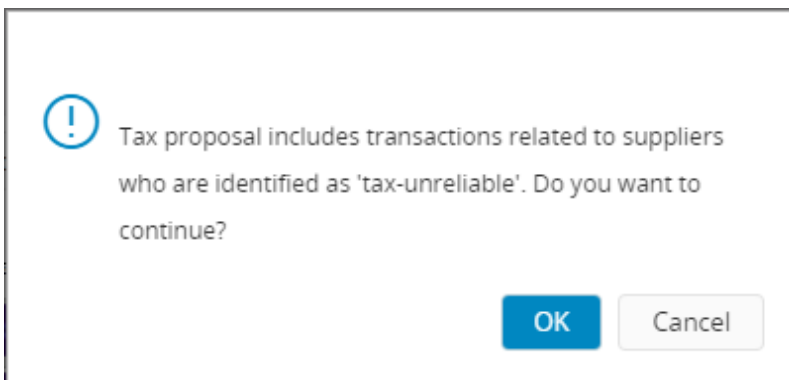 Tax proposal includes transactions related to suppliers
who are identified as 'tax-unreliable'. Do you want to
continue?
OK Cancel